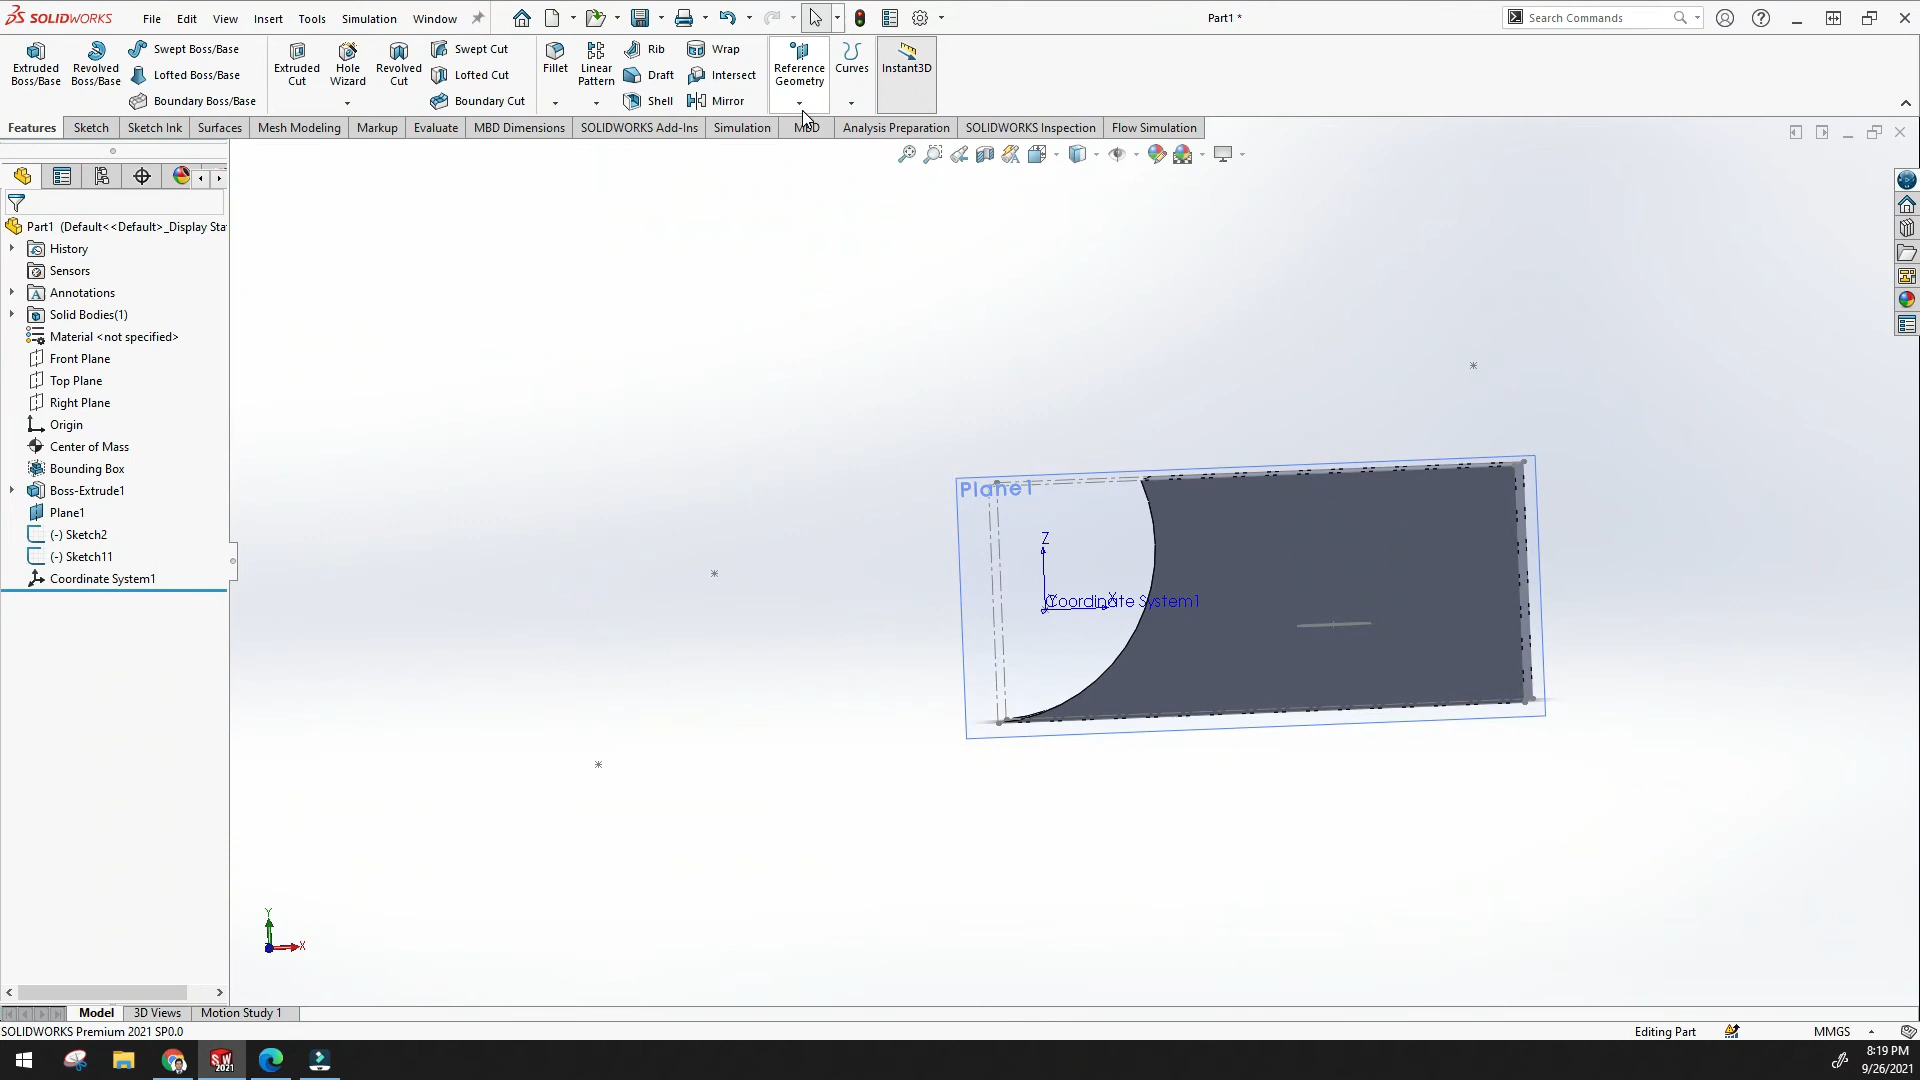 SOLIDWORKS File Edit View Insert Tools Simulation Window
Part1 *
Search Commands
Extruded Boss/Base
Revolved Boss/Base
Swept Boss/Base
Lofted Boss/Base
Boundary Boss/Base
Extruded Cut
Hole Wizard
Revolved Cut
Swept Cut
Lofted Cut
Boundary Cut
Fillet
Linear Pattern
Rib
Draft
Shell
Wrap
Intersect
Mirror
Reference Geometry
Curves
Instant3D
Features Sketch Sketch Ink Surfaces Mesh Modeling Markup Evaluate MBD Dimensions SOLIDWORKS Add-Ins Simulation MBD Analysis Preparation SOLIDWORKS Inspection Flow Simulation
Part1 (Default<<Default>_Display Sta
History
Sensors
Annotations
Solid Bodies(1)
Material <not specified>
Front Plane
Top Plane
Right Plane
Origin
Center of Mass
Bounding Box
Boss-Extrude1
Plane1
(-) Sketch2
(-) Sketch11
Coordinate System1
Plane1
Z
X
Y
Coordinate System1
Y
X
Model 3D Views Motion Study 1
SOLIDWORKS Premium 2021 SP0.0
Editing Part
MMGS
SW
2021
8:19 PM
9/26/2021